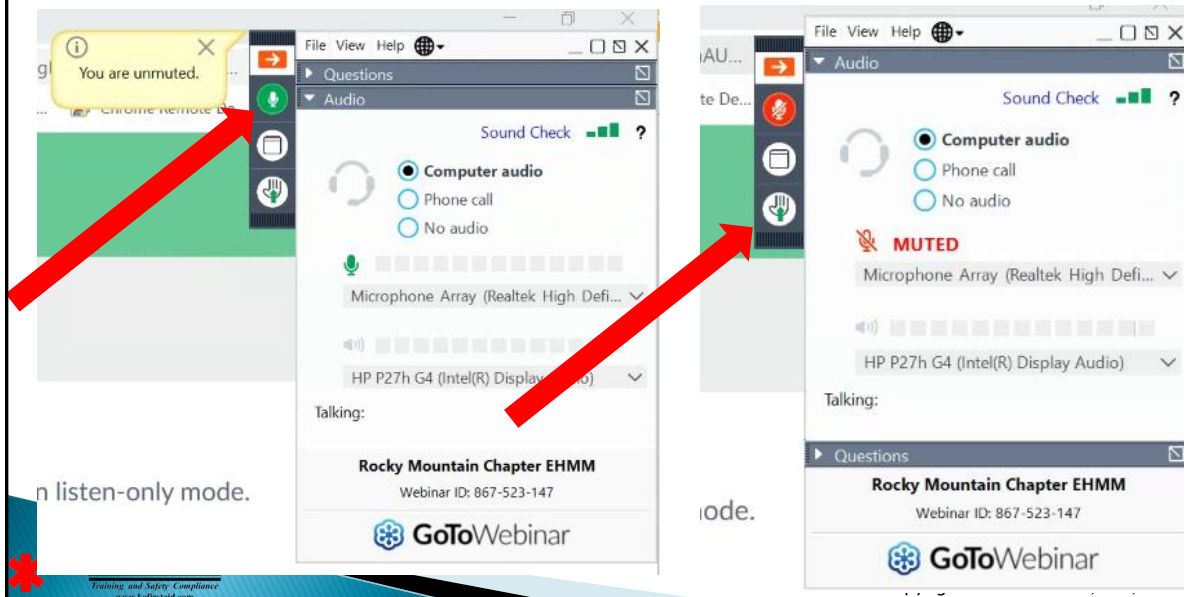 You are unmuted.
File View Help
Questions
Audio
Sound Check ?
Computer audio
Phone call
No audio
Microphone Array (Realtek High Defi...
HP P27h G4 (Intel(R) Display
Talking:
Rocky Mountain Chapter EHMM
Webinar ID: 867-523-147
GoToWebinar
n listen-only mode.
Training and Safety Compliance
File View Help
AU...
te De...
Audio
Sound Check ?
Computer audio
Phone call
No audio
MUTED
Microphone Array (Realtek High Defi...
HP P27h G4 (Intel(R) Display Audio)
Talking:
Questions
Rocky Mountain Chapter EHMM
Webinar ID: 867-523-147
GoToWebinar
ode.